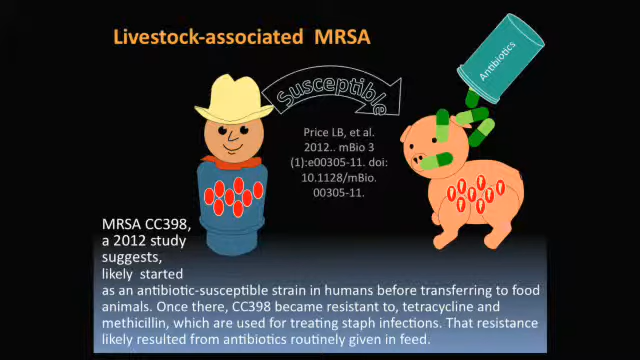 Livestock-associated MRSA
Antibiotics
Susceptible
Price LB, et al.
2012.. mBio 3
(1):e00305-11. doi:
10.1128/mBio.
00305-11.
MRSA CC398,
a 2012 study
suggests,
likely started
as an antibiotic-susceptible strain in humans before transferring to food
animals. Once there, CC398 became resistant to, tetracycline and
methicillin, which are used for treating staph infections. That resistance
likely resulted from antibiotics routinely given in feed.